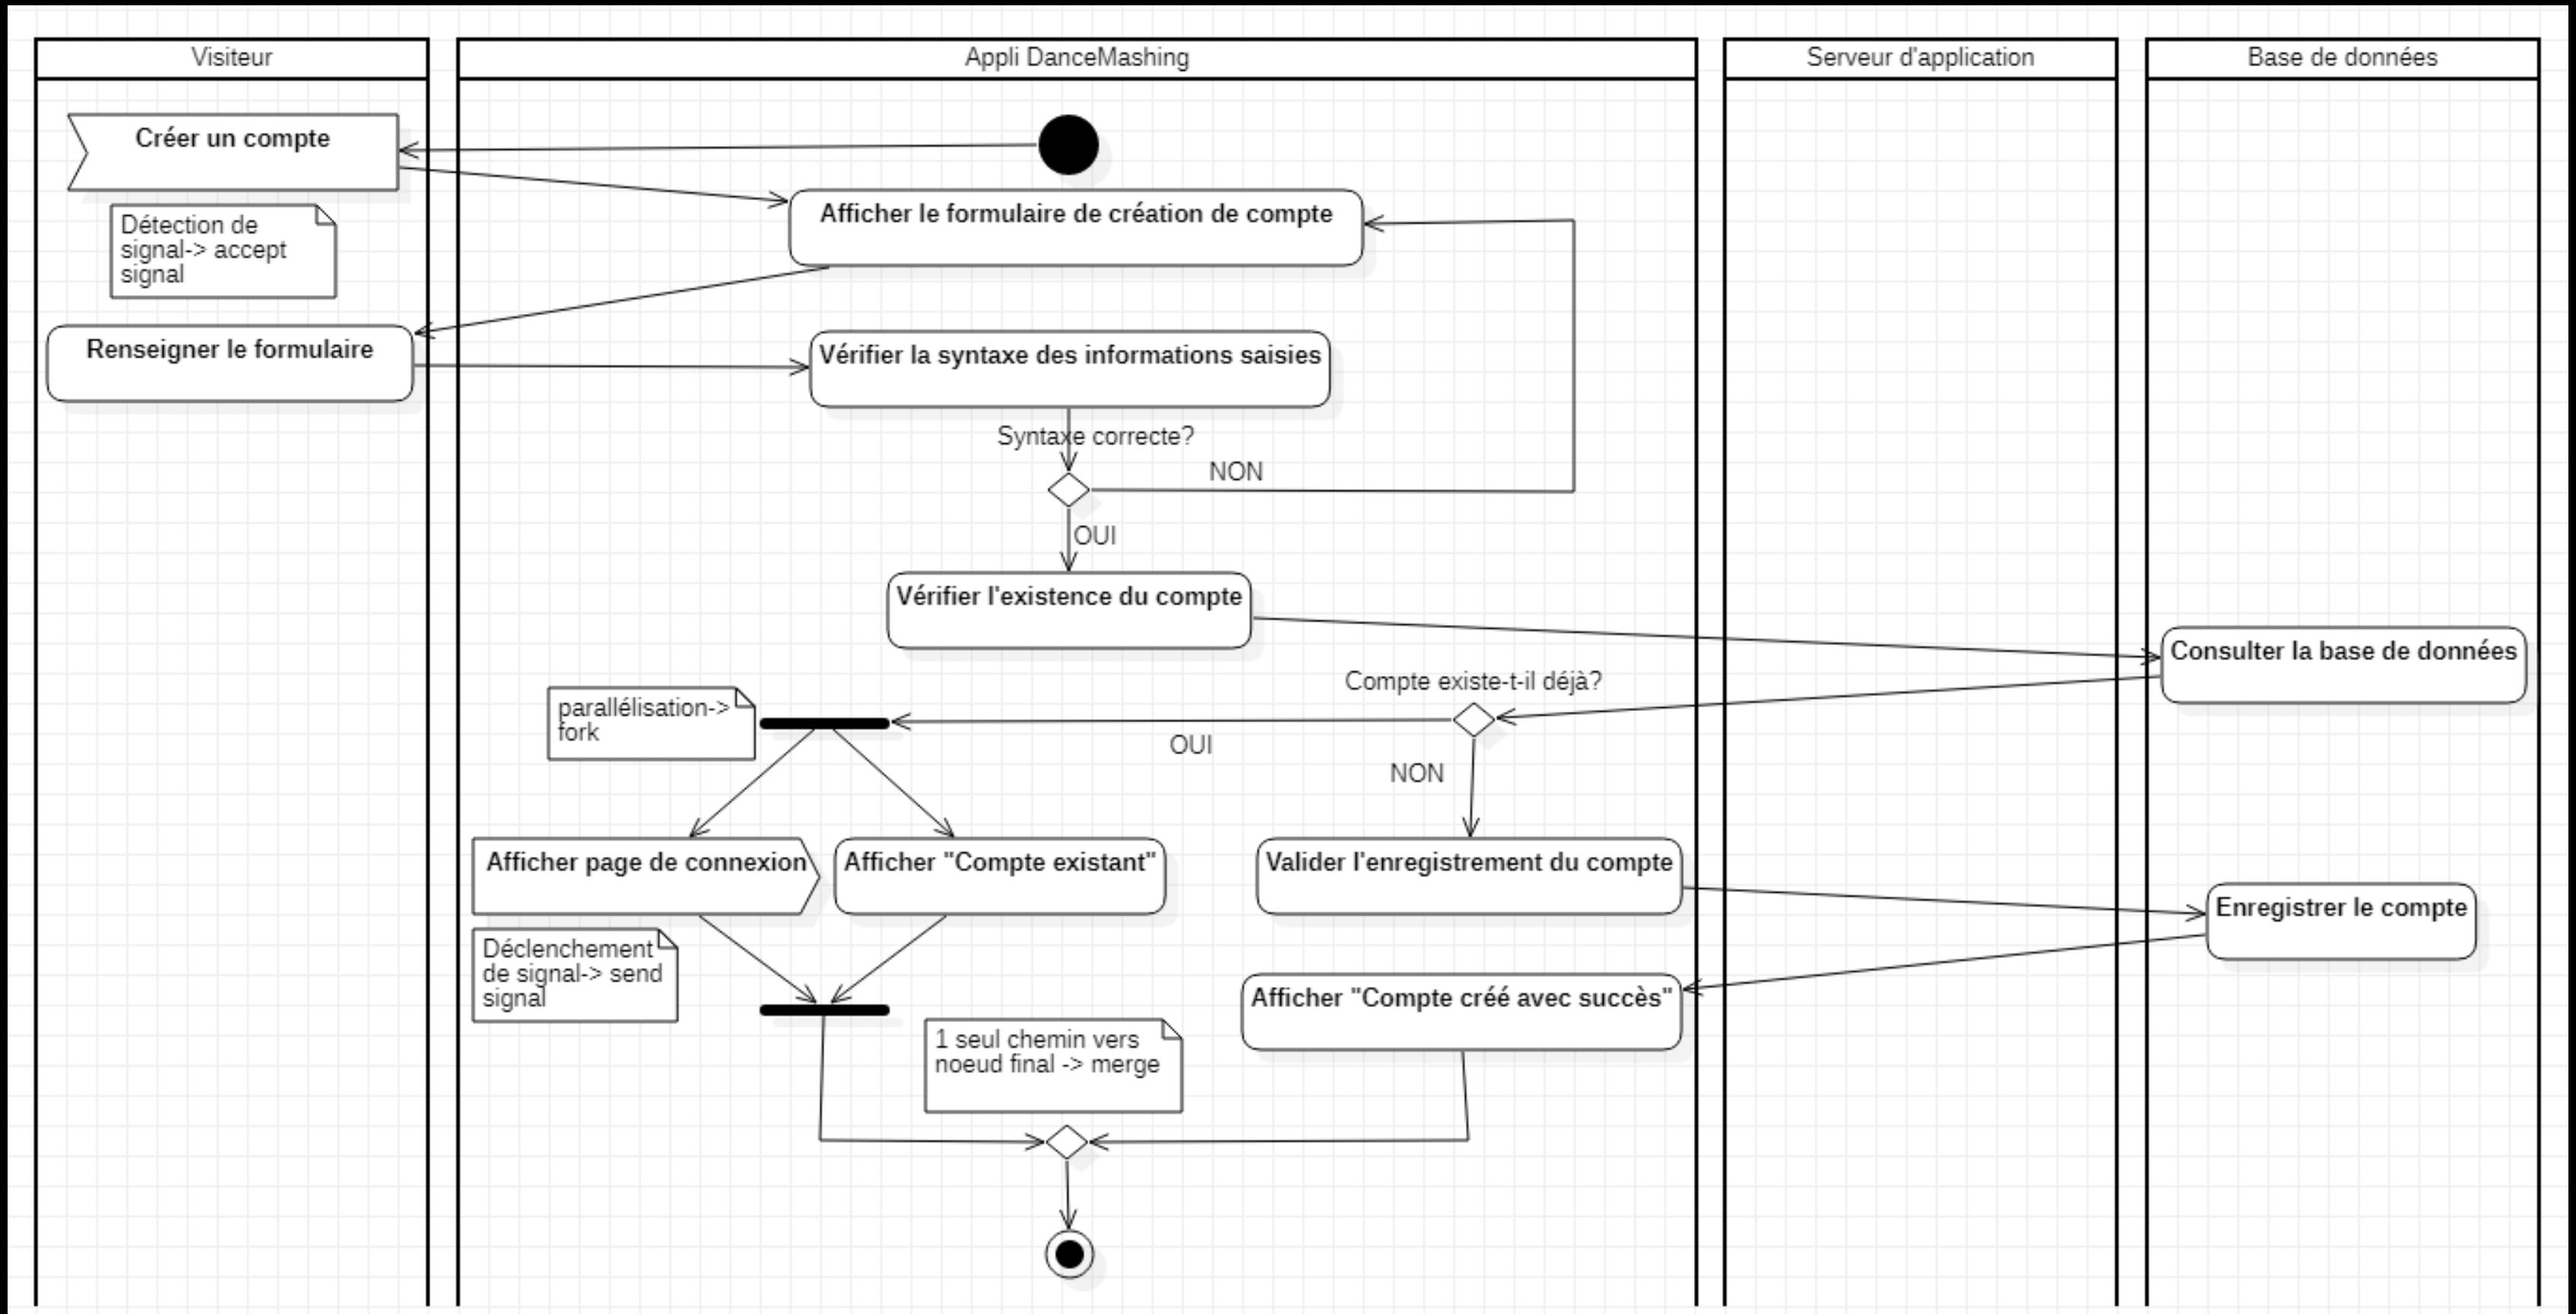 Visiteur
Appli DanceMashing
Serveur d'application
Base de données
Créer un compte
Détection de
signal-> accept
signal
Afficher le formulaire de création de compte
Renseigner le formulaire
Vérifier la syntaxe des informations saisies
Syntaxe correcte?
NON
OUI
Vérifier l'existence du compte
Consulter la base de données
Compte existe-t-il déjà?
parallélisation->
fork
OUI
NON
Afficher page de connexion
Afficher "Compte existant"
Valider l'enregistrement du compte
Enregistrer le compte
Déclenchement
de signal-> send
signal
Afficher "Compte créé avec succès"
1 seul chemin vers
noeud final -> merge